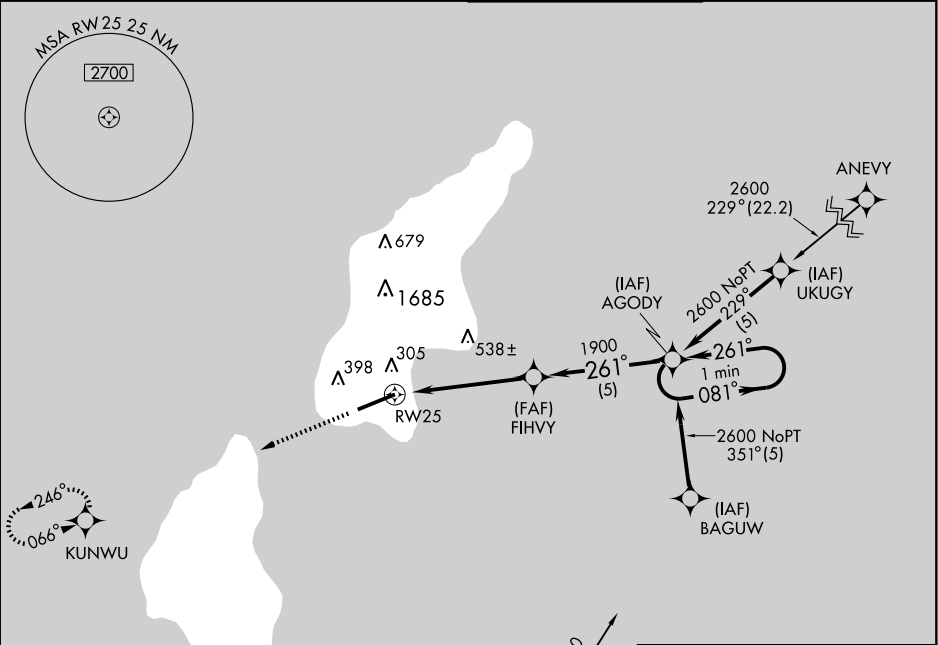 MSA RW25 25 NM
2700
ANEVY
2600
229°(22.2)
(IAF)
UKUGY
(IAF)
AGODY
2600 NoPT
229°
(5)
679
1685
538±
305
398
RW25
1900
261°
(5)
(FAF)
FIHVY
261°
1 min
081°
2600 NoPT
351°(5)
(IAF)
BAGUW
246°
066°
KUNWU